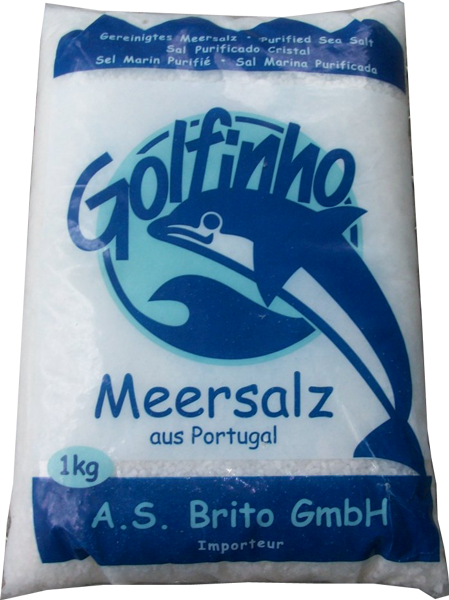 Gereinigtes Meersalz - Purified Sea Salt
Sal Purificado Cristal
Sel Marin Purifié - Sal Marina Purificada
Golfinho
Meersalz
aus Portugal
1kg
A.S. Brito GmbH
Importeur